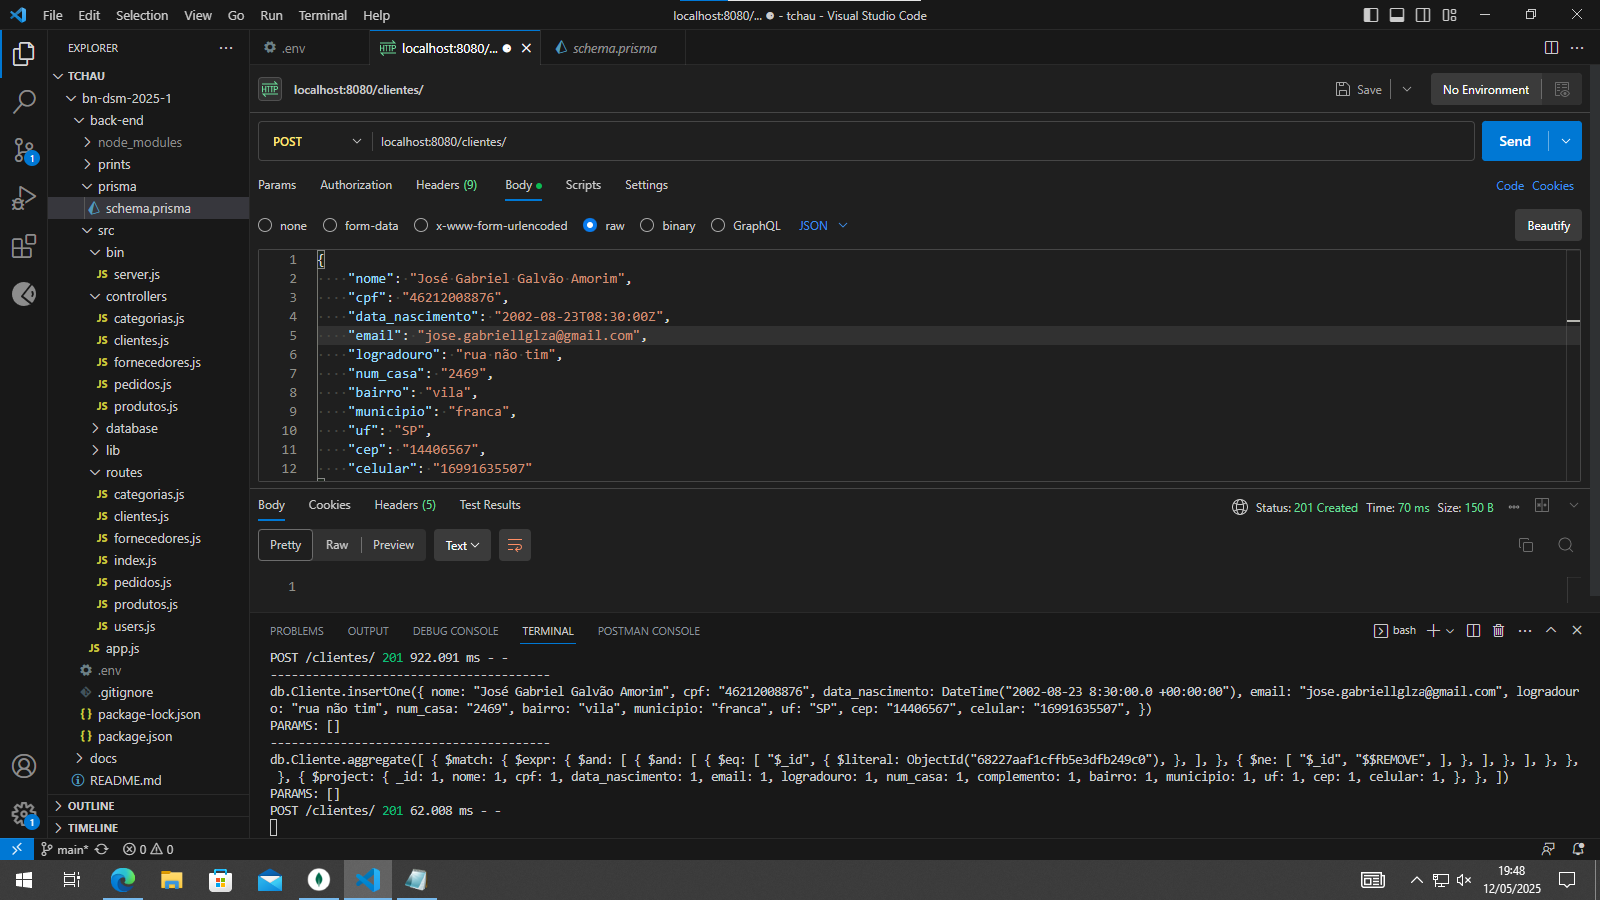 File Edit Selection View Go Run Terminal Help
localhost:8080/... ● - tchau - Visual Studio Code
EXPLORER
TCHAU
bn-dsm-2025-1
back-end
node_modules
prints
prisma
schema.prisma
src
bin
JS server.js
controllers
JS categorias.js
JS clientes.js
JS fornecedores.js
JS pedidos.js
JS produtos.js
database
lib
routes
JS categorias.js
JS clientes.js
JS fornecedores.js
JS index.js
JS pedidos.js
JS produtos.js
JS users.js
JS app.js
.env
.gitignore
{} package-lock.json
{} package.json
docs
README.md
OUTLINE
TIMELINE
.env
HTTP localhost:8080/... ●
schema.prisma
HTTP localhost:8080/clientes/
Save
No Environment
POST localhost:8080/clientes/
Send
Params Authorization Headers (9) Body Scripts Settings
Code Cookies
none form-data x-www-form-urlencoded raw binary GraphQL JSON
Beautify
1 {
2 "nome": "José Gabriel Galvão Amorim",
3 "cpf": "46212008876",
4 "data_nascimento": "2002-08-23T08:30:00Z",
5 "email": "jose.gabriellglza@gmail.com",
6 "logradouro": "rua não tim",
7 "num_casa": "2469",
8 "bairro": "vila",
9 "municipio": "franca",
10 "uf": "SP",
11 "cep": "14406567",
12 "celular": "16991635507"
Body Cookies Headers (5) Test Results
Status: 201 Created Time: 70 ms Size: 150 B
Pretty Raw Preview Text
1
PROBLEMS OUTPUT DEBUG CONSOLE TERMINAL POSTMAN CONSOLE
bash
POST /clientes/ 201 922.091 ms - -
----------------------------------------
db.Cliente.insertOne({ nome: "José Gabriel Galvão Amorim", cpf: "46212008876", data_nascimento: DateTime("2002-08-23 8:30:00.0 +00:00:00"), email: "jose.gabriellglza@gmail.com", logradour
o: "rua não tim", num_casa: "2469", bairro: "vila", municipio: "franca", uf: "SP", cep: "14406567", celular: "16991635507", })
PARAMS: []
----------------------------------------
db.Cliente.aggregate([ { $match: { $expr: { $and: [ { $and: [ { $eq: [ "$_id", { $literal: ObjectId("68227aaf1cffb5e3dfb249c0"), }, ], }, { $ne: [ "$_id", "$$REMOVE", ], }, ], }, ], }, },
}, { $project: { _id: 1, nome: 1, cpf: 1, data_nascimento: 1, email: 1, logradouro: 1, num_casa: 1, complemento: 1, bairro: 1, municipio: 1, uf: 1, cep: 1, celular: 1, }, }, ])
PARAMS: []
POST /clientes/ 201 62.008 ms - -
1
1
main* 0 0
19:48
12/05/2025